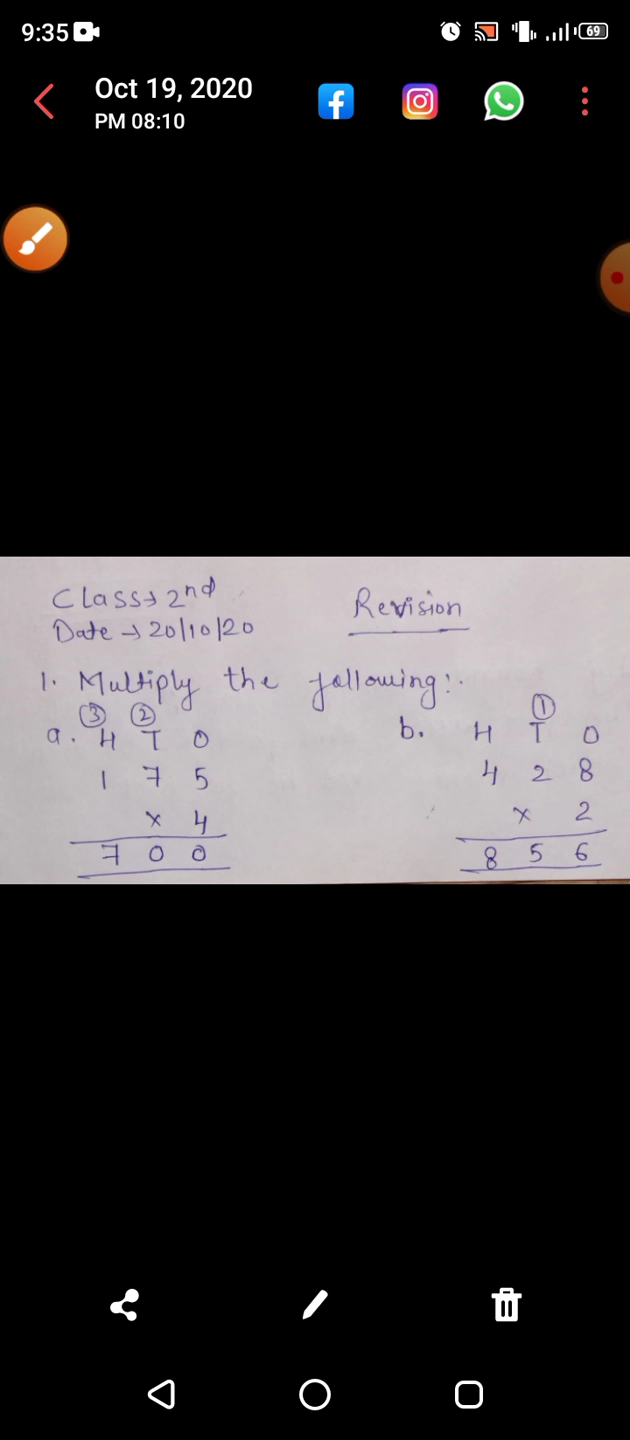 9:35
69
Oct 19, 2020
PM 08:10
Class → 2nd
Revision
Date → 20/10/20
1. Multiply the following:-
③ ②
a. H T O
1 7 5
× 4
7 0 0
①
b. H T O
4 2 8
× 2
8 5 6